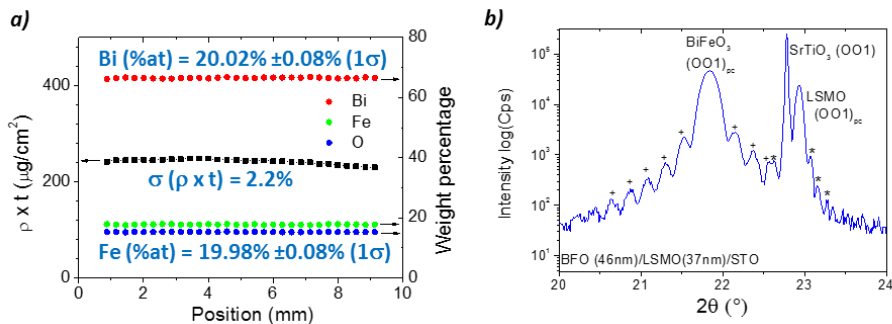 a)
Bi (%at) = 20.02% ±0.08% (1σ)
Bi
Fe
O
σ (ρ x t) = 2.2%
Fe (%at) = 19.98% ±0.08% (1σ)
ρ x t (µg/cm²)
400
200
0
Weight percentage
80
60
40
20
0
0 2 4 6 8 10
Position (mm)
b)
BiFeO₃
(OO1)pc
SrTiO₃ (OO1)
LSMO
(OO1)pc
+ + + + + + + + * * * *
Intensity log(Cps)
10⁵
10⁴
10³
10²
10¹
BFO (46nm)/LSMO(37nm)/STO
20 21 22 23 24
2θ (°)